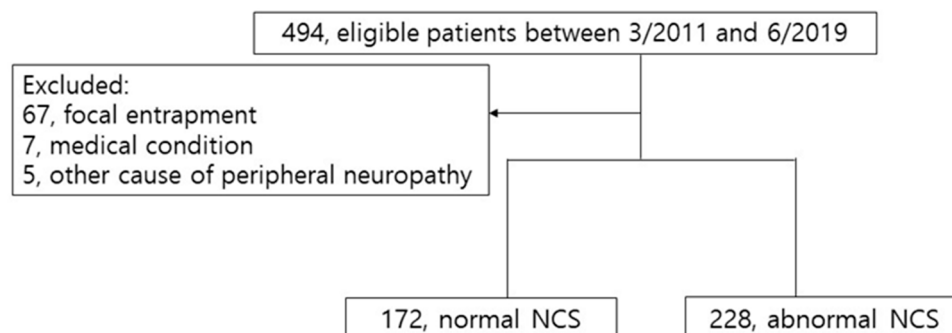 494, eligible patients between 3/2011 and 6/2019
Excluded:
67, focal entrapment
7, medical condition
5, other cause of peripheral neuropathy
172, normal NCS
228, abnormal NCS